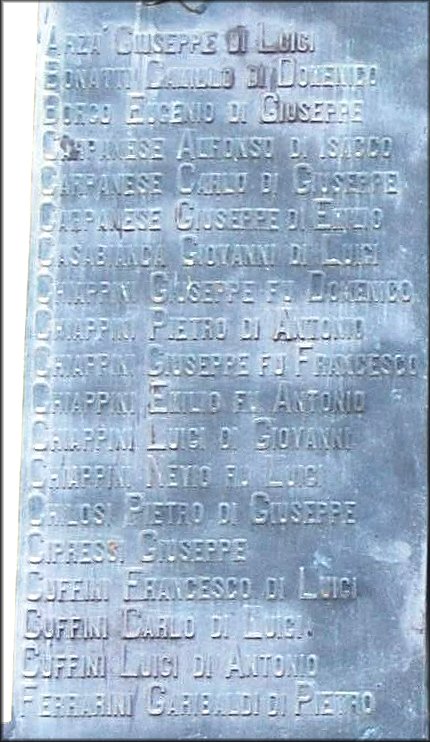 ARZA' GIUSEPPE DI LUIGI
BONATTI CAMILLO DI DOMENICO
BORGO EUGENIO DI GIUSEPPE
CARPANESE ALFONSO DI ISACCO
CARPANESE CARLO DI GIUSEPPE
CARPANESE GIUSEPPE DI EMILIO
CASABIANCA GIOVANNI DI LUIGI
CHIAPPINI GIUSEPPE FU DOMENICO
CHIAPPINI PIETRO DI ANTONIO
CHIAPPINI GIUSEPPE FU FRANCESCO
CHIAPPINI EMILIO FU ANTONIO
CHIAPPINI LUIGI DI GIOVANNI
CHIAPPINI NEVIO FU LUIGI
CHILOSI PIETRO DI GIUSEPPE
CIPRESSI GIUSEPPE
CUFFINI FRANCESCO DI LUIGI
CUFFINI CARLO DI LUIGI
CUFFINI LUIGI DI ANTONIO
FERRARINI GARIBALDI DI PIETRO